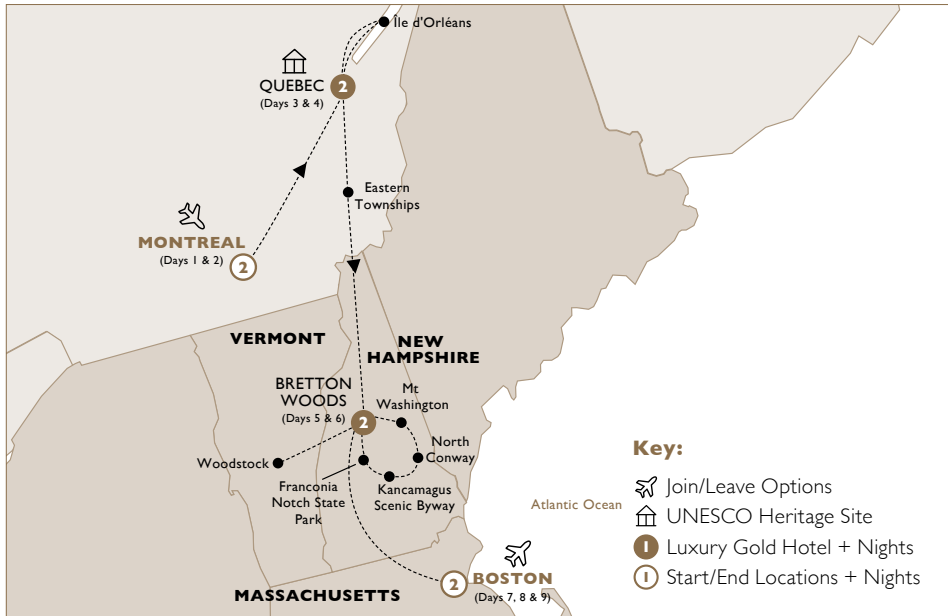 Île d'Orléans
QUEBEC
(Days 3 & 4)
2
Eastern
Townships
MONTREAL
(Days 1 & 2)
2
VERMONT
NEW
HAMPSHIRE
BRETTON
WOODS
(Days 5 & 6)
2
Mt
Washington
North
Conway
Woodstock
Franconia
Notch State
Park
Kancamagus
Scenic Byway
Atlantic Ocean
2
BOSTON
(Days 7, 8 & 9)
MASSACHUSETTS
Key:
Join/Leave Options
UNESCO Heritage Site
1 Luxury Gold Hotel + Nights
1 Start/End Locations + Nights